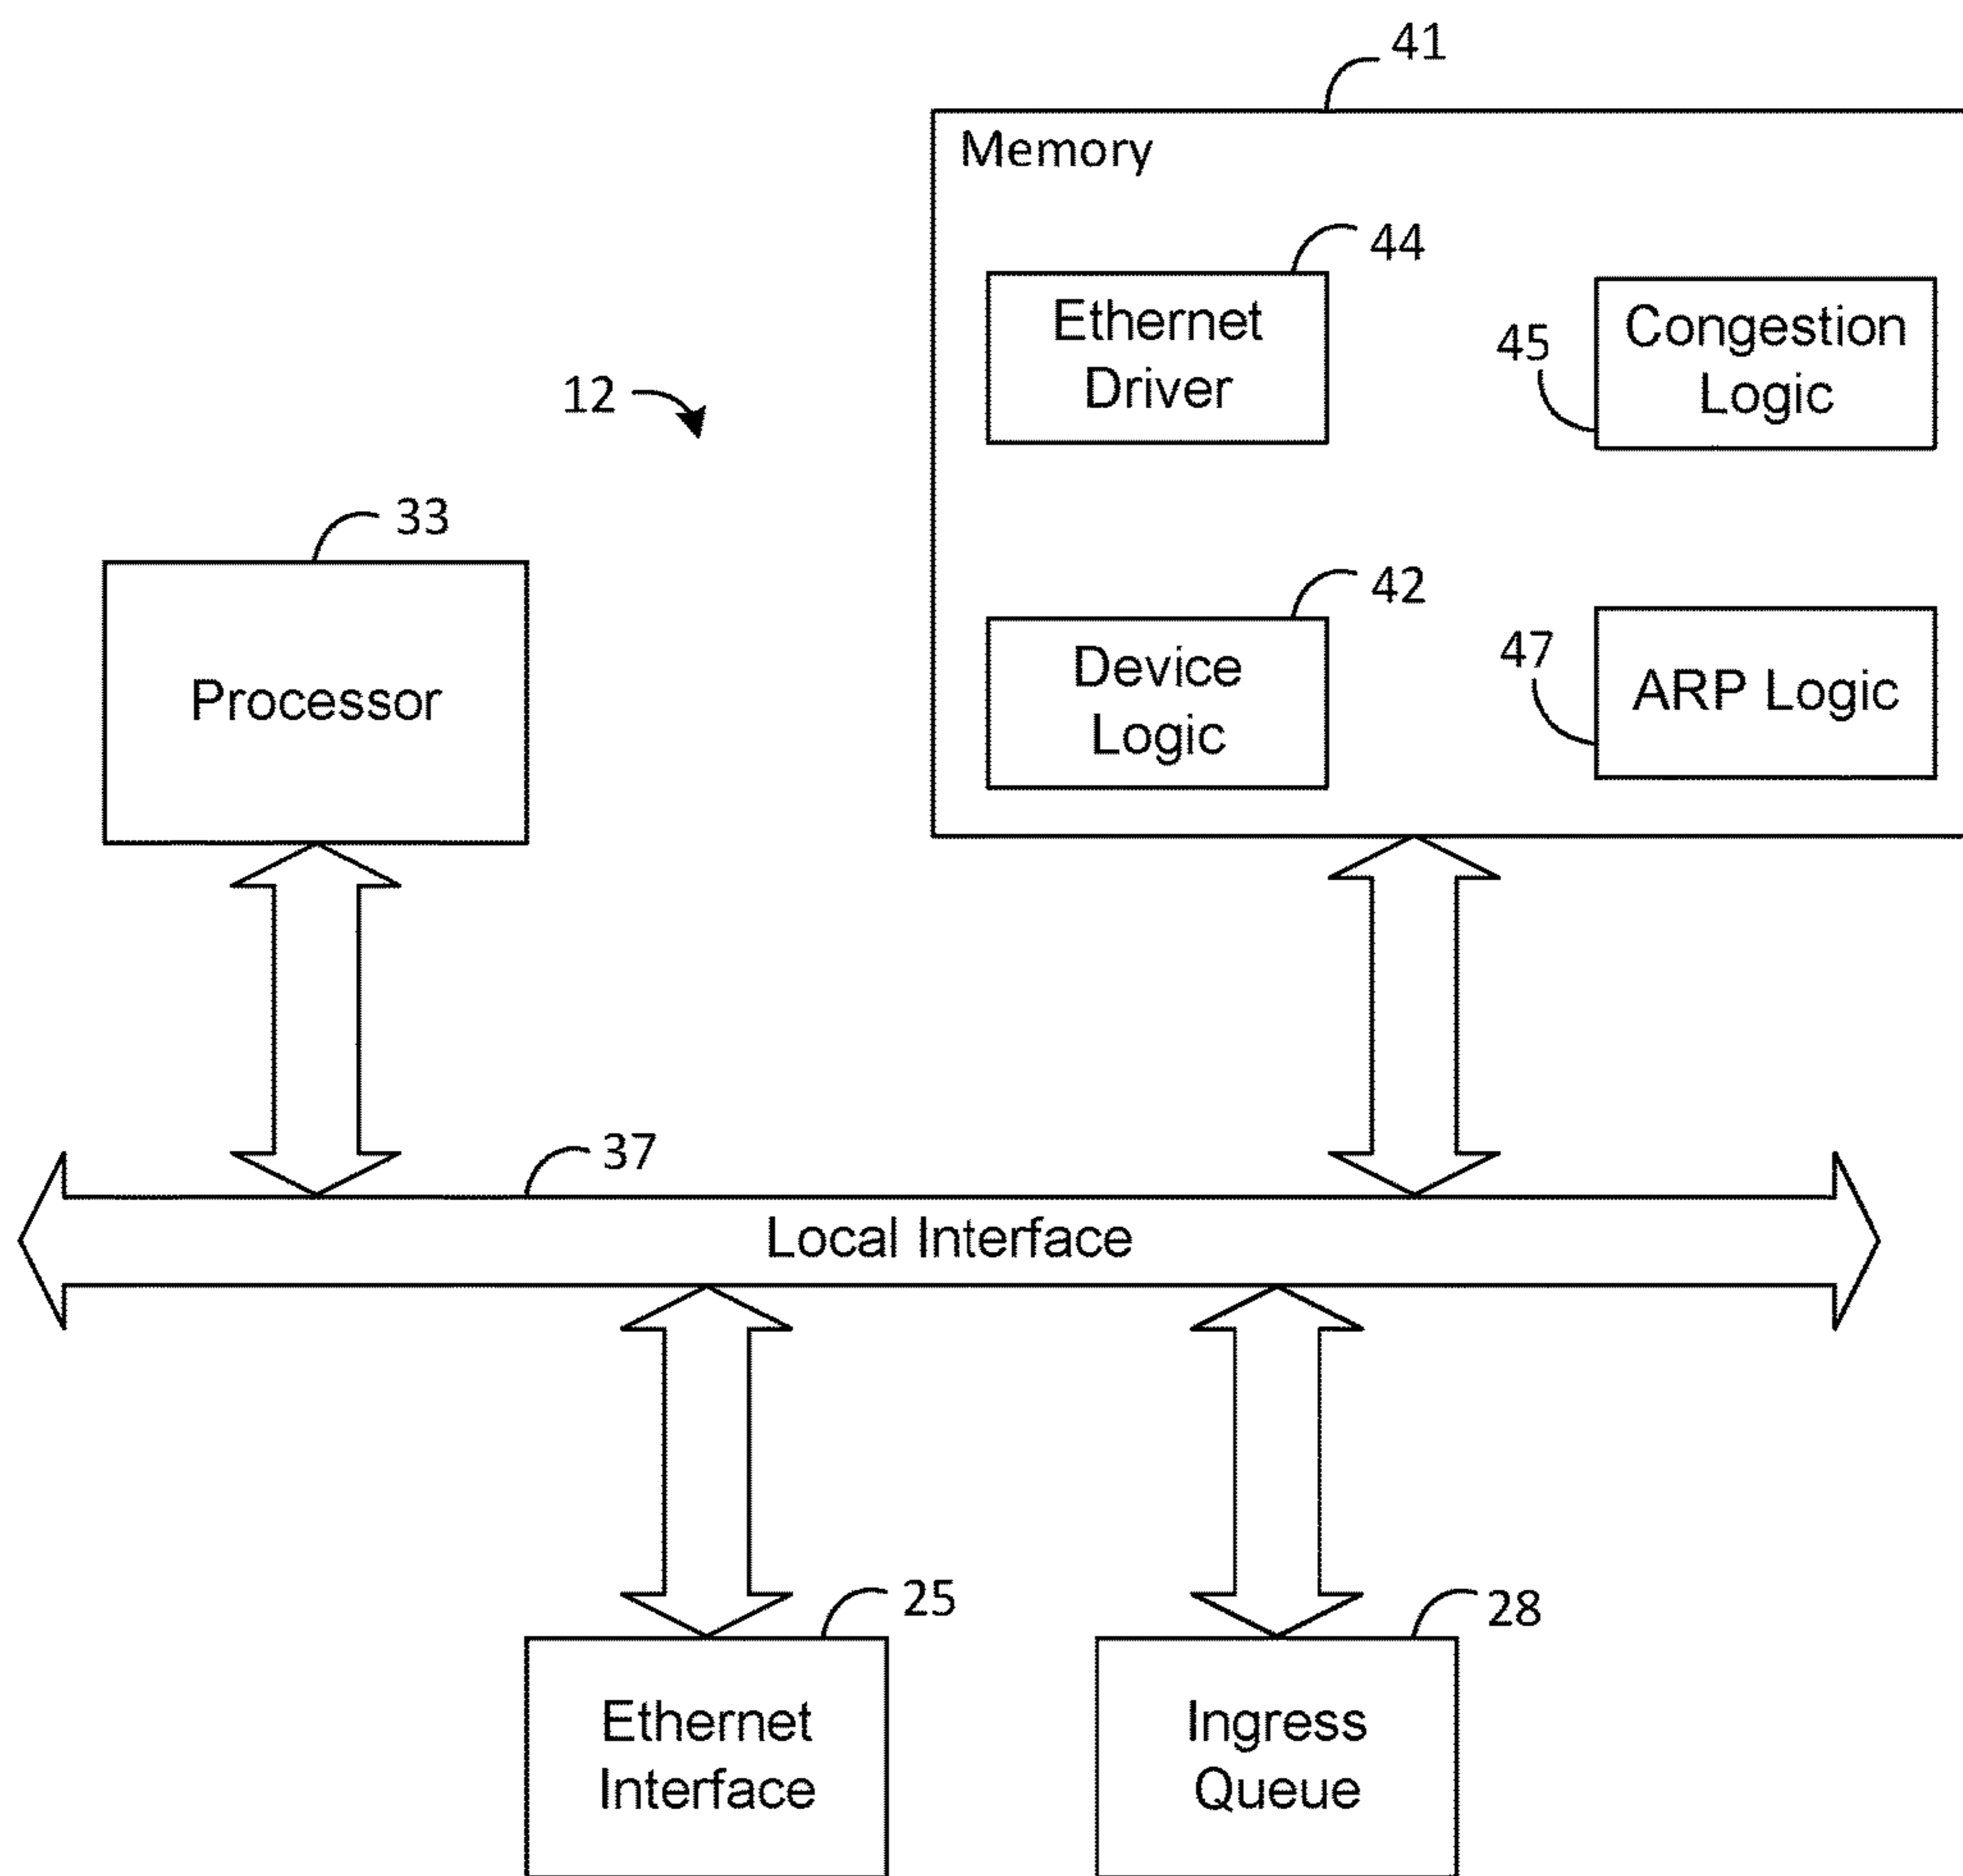 41
Memory
44
Ethernet
Driver
45
Congestion
Logic
12
33
Processor
42
Device
Logic
47
ARP Logic
37
Local Interface
25
Ethernet
Interface
28
Ingress
Queue